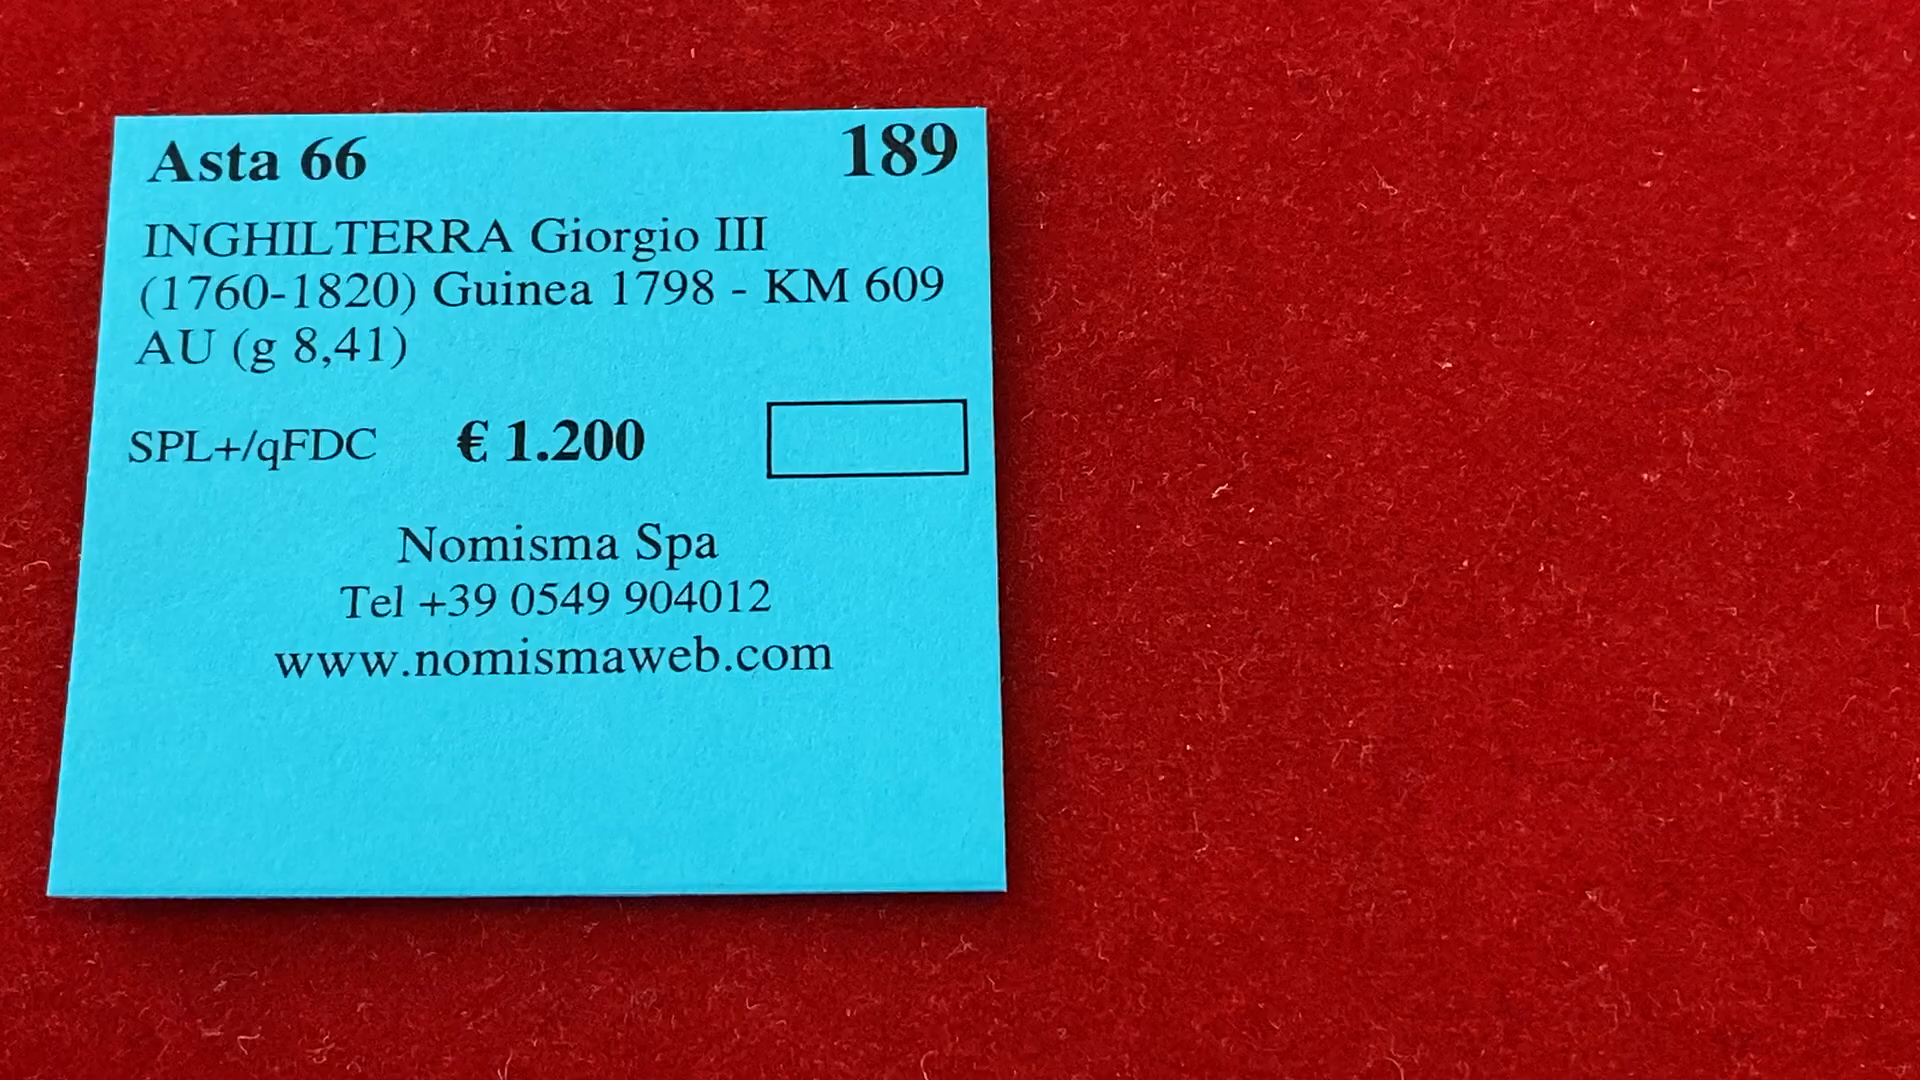 Asta 66 189
INGHILTERRA Giorgio III
(1760-1820) Guinea 1798 - KM 609
AU (g 8,41)
SPL+/qFDC € 1.200
Nomisma Spa
Tel +39 0549 904012
www.nomismaweb.com